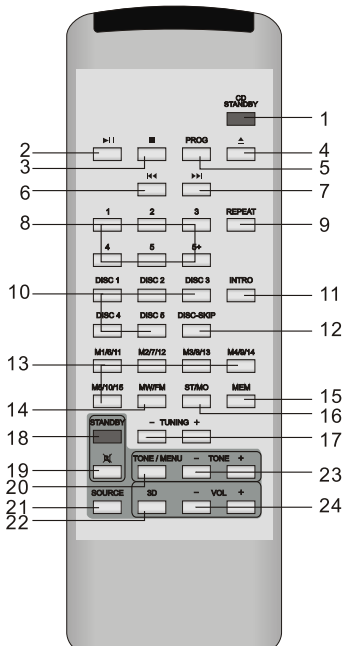 CD
STANDBY
1
PROG
2
3
5
4
6
7
1 2 3 REPEAT
8
9
4 5 5+
DISC 1 DISC 2 DISC 3 INTRO
10
11
DISC 4 DISC 5 DISC-SKIP
12
M1/6/11 M2/7/12 M3/8/13 M4/9/14
13
M5/10/15 MW/FM ST/MO MEM
14
15
16
STANDBY - TUNING +
18
17
19
TONE / MENU - TONE +
20
23
SOURCE 3D - VOL +
21
22
24